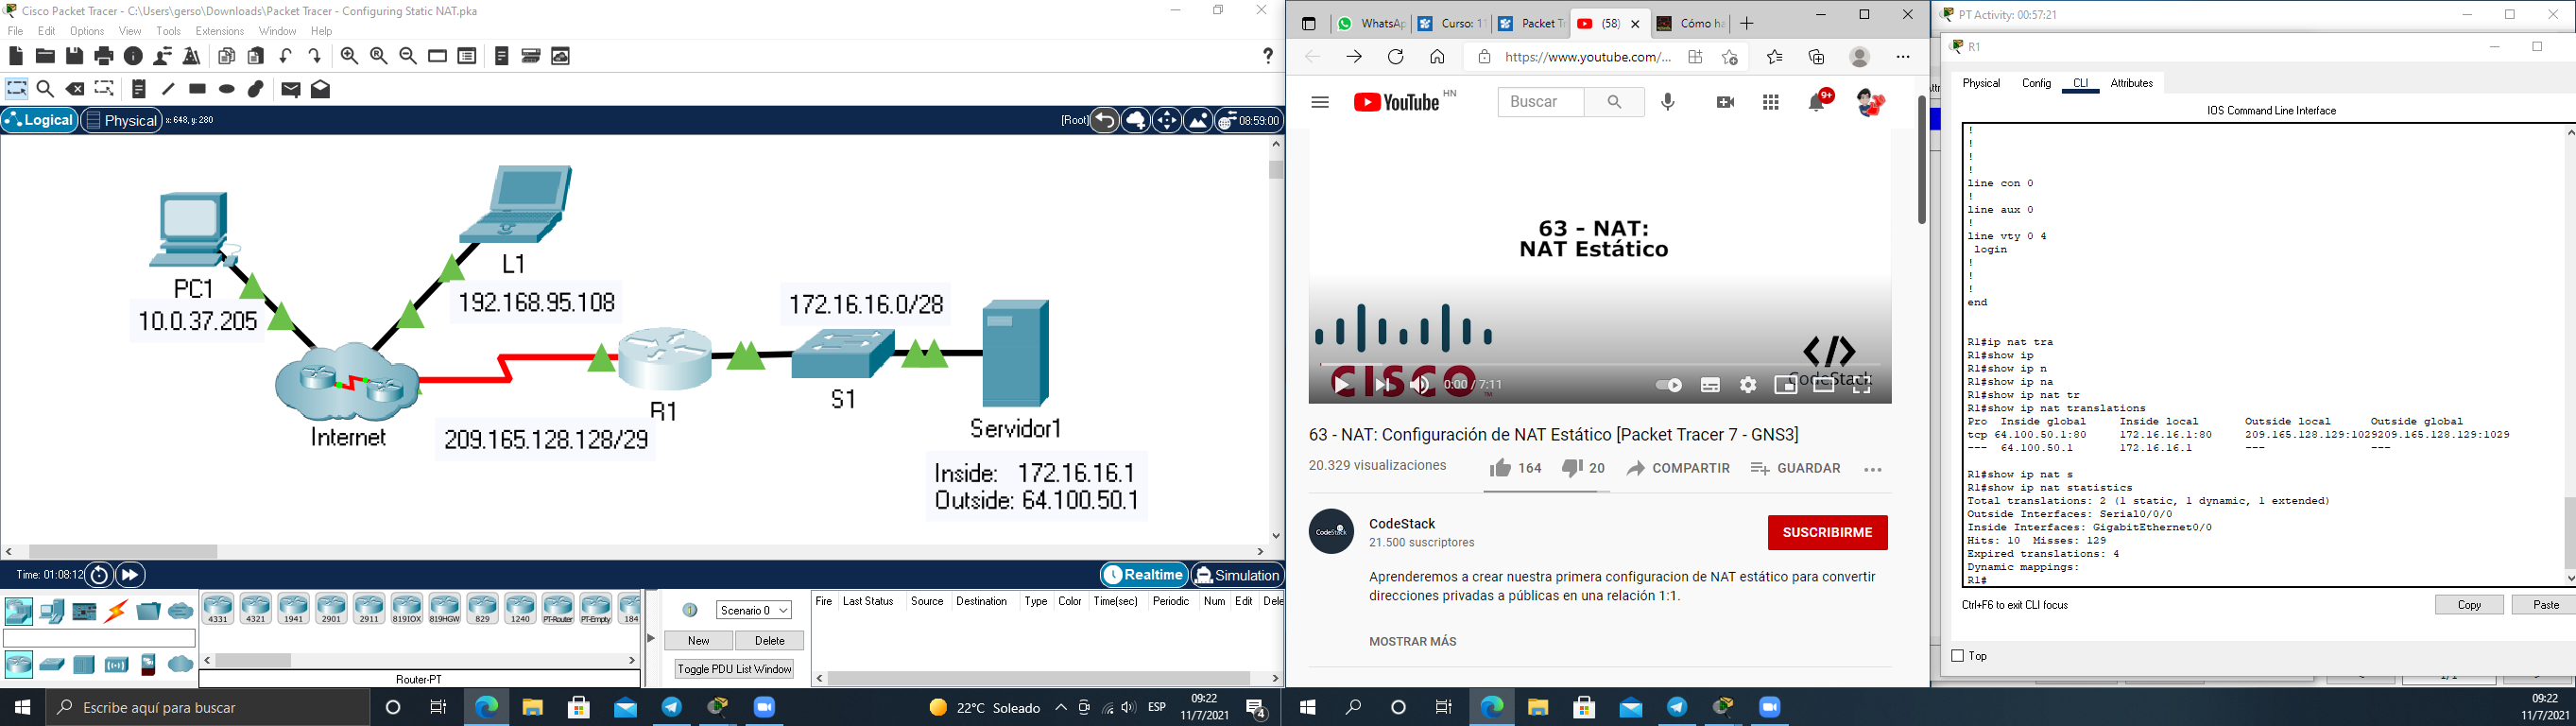 Cisco Packet Tracer - C:\Users\gerso\Downloads\Packet Tracer - Configuring Static NAT.pka
File Edit Options View Tools Extensions Window Help
?
Logical Physical x: 648, y: 280 [Root] 08:59:00
PC1
10.0.37.205
L1
192.168.95.108
172.16.16.0/28
Internet
209.165.128.128/29
R1
S1
Servidor1
Inside: 172.16.16.1
Outside: 64.100.50.1
Time: 01:08:12 Realtime Simulation
4331 4321 1941 2901 2911 819IOX 819HGW 829 1240 PT-Router PT-Empty 184
Router-PT
Scenario 0
New Delete
Toggle PDU List Window
Fire Last Status Source Destination Type Color Time(sec) Periodic Num Edit Dele
Escribe aquí para buscar
22°C Soleado ESP 09:22
11/7/2021 4
WhatsAp Curso: 11 Packet Tr (58) Cómo ha
https://www.youtube.com/...
YouTube HN Buscar 9+
63 - NAT:
NAT Estático
CISCO
CodeStack
0:00 / 7:11
63 - NAT: Configuración de NAT Estático [Packet Tracer 7 - GNS3]
20.329 visualizaciones 164 20 COMPARTIR GUARDAR ...
CodeStack CodeStack
21.500 suscriptores
SUSCRIBIRME
Aprenderemos a crear nuestra primera configuracion de NAT estático para convertir
direcciones privadas a públicas en una relación 1:1.
MOSTRAR MÁS
PT Activity: 00:57:21
R1
Physical Config CLI Attributes
IOS Command Line Interface
!
!
!
!
line con 0
!
line aux 0
!
line vty 0 4
login
!
!
!
end
R1#ip nat tra
R1#show ip
R1#show ip n
R1#show ip na
R1#show ip nat tr
R1#show ip nat translations
Pro Inside global Inside local Outside local Outside global
tcp 64.100.50.1:80 172.16.16.1:80 209.165.128.129:1029209.165.128.129:1029
--- 64.100.50.1 172.16.16.1 --- ---
R1#show ip nat s
R1#show ip nat statistics
Total translations: 2 (1 static, 1 dynamic, 1 extended)
Outside Interfaces: Serial0/0/0
Inside Interfaces: GigabitEthernet0/0
Hits: 10 Misses: 129
Expired translations: 4
Dynamic mappings:
R1#
Ctrl+F6 to exit CLI focus
Copy Paste
Top
09:22
11/7/2021